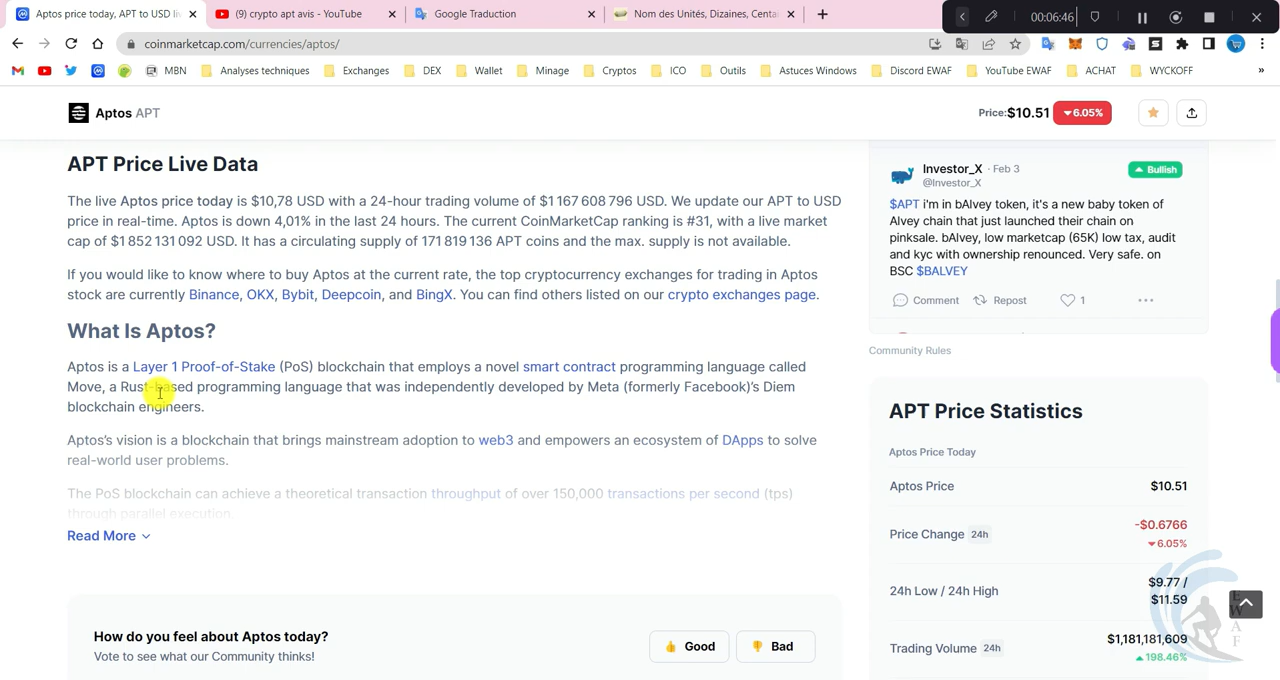 Aptos price today, APT to USD li
(9) crypto apt avis - YouTube
Google Traduction
Nom des Unités, Dizaines, Centai
00:06:46
coinmarketcap.com/currencies/aptos/
MBN
Analyses techniques
Exchanges
DEX
Wallet
Minage
Cryptos
ICO
Outils
Astuces Windows
Discord EWAF
YouTube EWAF
ACHAT
WYCKOFF
»
Aptos APT
Price:$10.51
6.05%
APT Price Live Data
The live Aptos price today is $10,78 USD with a 24-hour trading volume of $1 167 608 796 USD. We update our APT to USD
price in real-time. Aptos is down 4,01% in the last 24 hours. The current CoinMarketCap ranking is #31, with a live market
cap of $1 852 131 092 USD. It has a circulating supply of 171 819 136 APT coins and the max. supply is not available.
If you would like to know where to buy Aptos at the current rate, the top cryptocurrency exchanges for trading in Aptos
stock are currently Binance, OKX, Bybit, Deepcoin, and BingX. You can find others listed on our crypto exchanges page.
What Is Aptos?
Aptos is a Layer 1 Proof-of-Stake (PoS) blockchain that employs a novel smart contract programming language called
Move, a Rust-based programming language that was independently developed by Meta (formerly Facebook)'s Diem
blockchain engineers.
Aptos's vision is a blockchain that brings mainstream adoption to web3 and empowers an ecosystem of DApps to solve
real-world user problems.
The PoS blockchain can achieve a theoretical transaction throughput of over 150,000 transactions per second (tps)
through parallel execution.
Read More
How do you feel about Aptos today?
Vote to see what our Community thinks!
Good
Bad
Investor_X · Feb 3
@Investor_X
Bullish
$APT i'm in bAlvey token, it's a new baby token of
Alvey chain that just launched their chain on
pinksale. bAlvey, low marketcap (65K) low tax, audit
and kyc with ownership renounced. Very safe. on
BSC $BALVEY
Comment
Repost
1
Community Rules
APT Price Statistics
Aptos Price Today
Aptos Price
$10.51
Price Change 24h
-$0.6766
6.05%
24h Low / 24h High
$9.77 /
$11.59
Trading Volume 24h
$1,181,181,609
198.46%
E
W
A
F